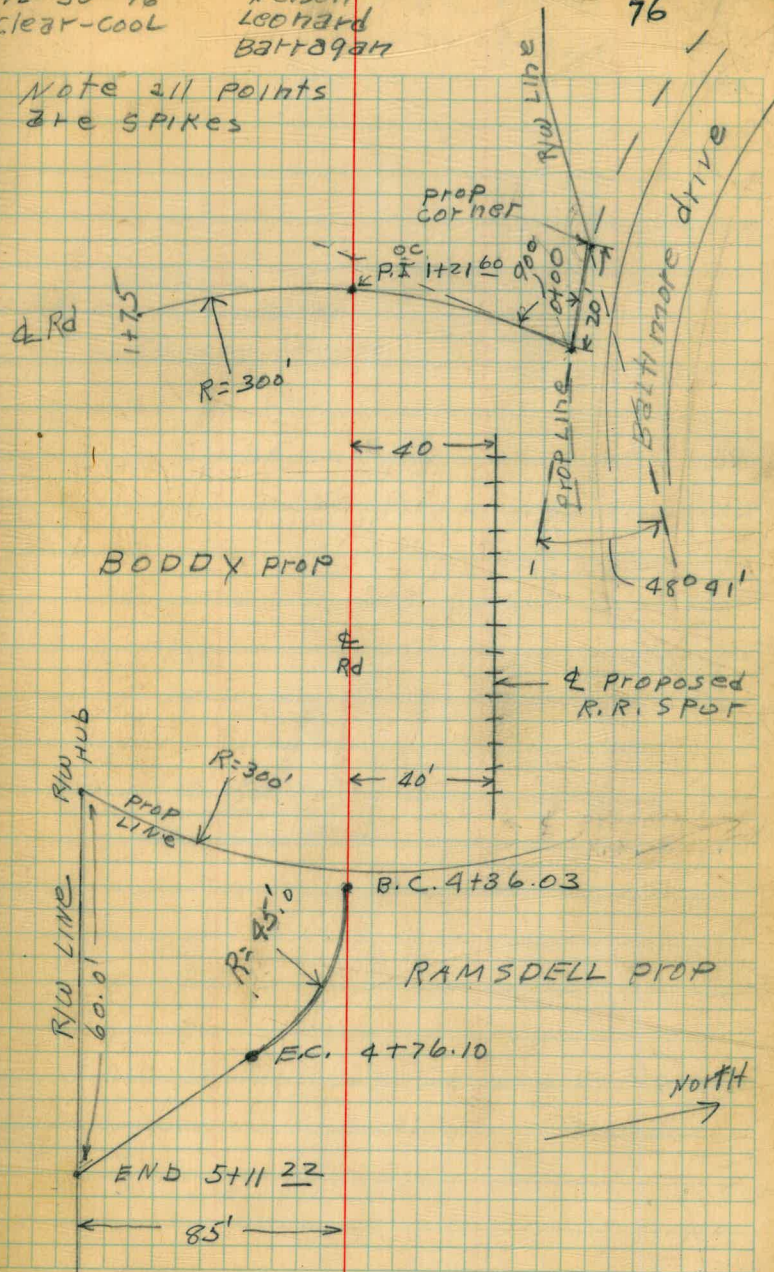 clear-cool
Leonard
Barragan
76
Note all points
are spikes
R/W Line
prop
corner
Baltimore drive
OC
P.I 1+21 60
0+00
20'
1+75
℄ Rd
R=300'
prop Line
40
BODDY prop
48° 41'
℄
Rd
℄ proposed
R.R. Spur
R/W HUB
R=300'
40'
prop
LINE
B.C. 4+36.03
R/W LINE
60.0'
RAMSDELL prop
E.C. 4+76.10
North
END 5+11 22
85'